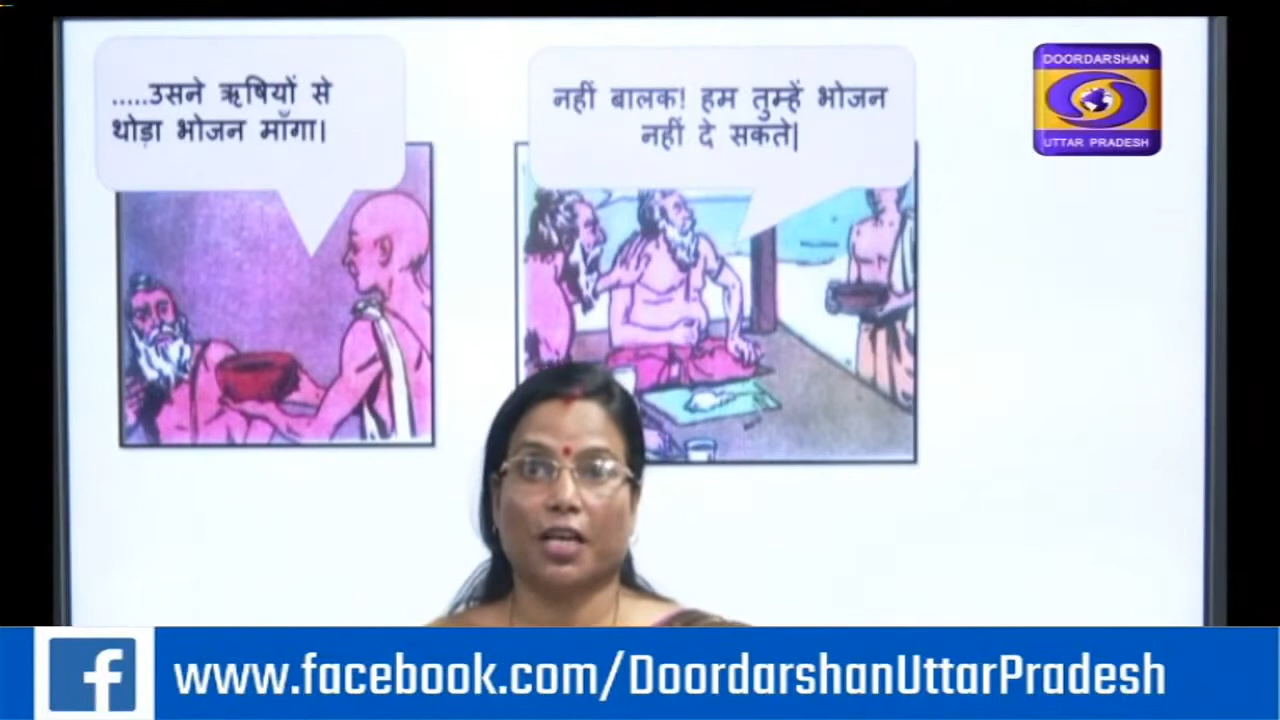 .....उसने ऋषियों से
थोड़ा भोजन माँगा।
नहीं बालक! हम तुम्हें भोजन
नहीं दे सकते|
DOORDARSHAN
UTTAR PRADESH
www.facebook.com/DoordarshanUttarPradesh